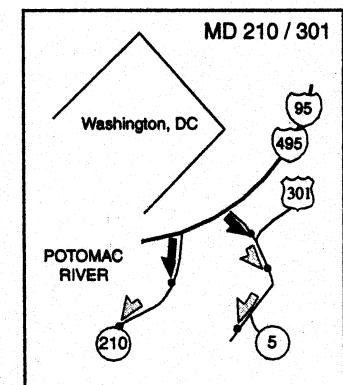 MD 210 / 301
95
Washington, DC
495
301
POTOMAC
RIVER
210
5